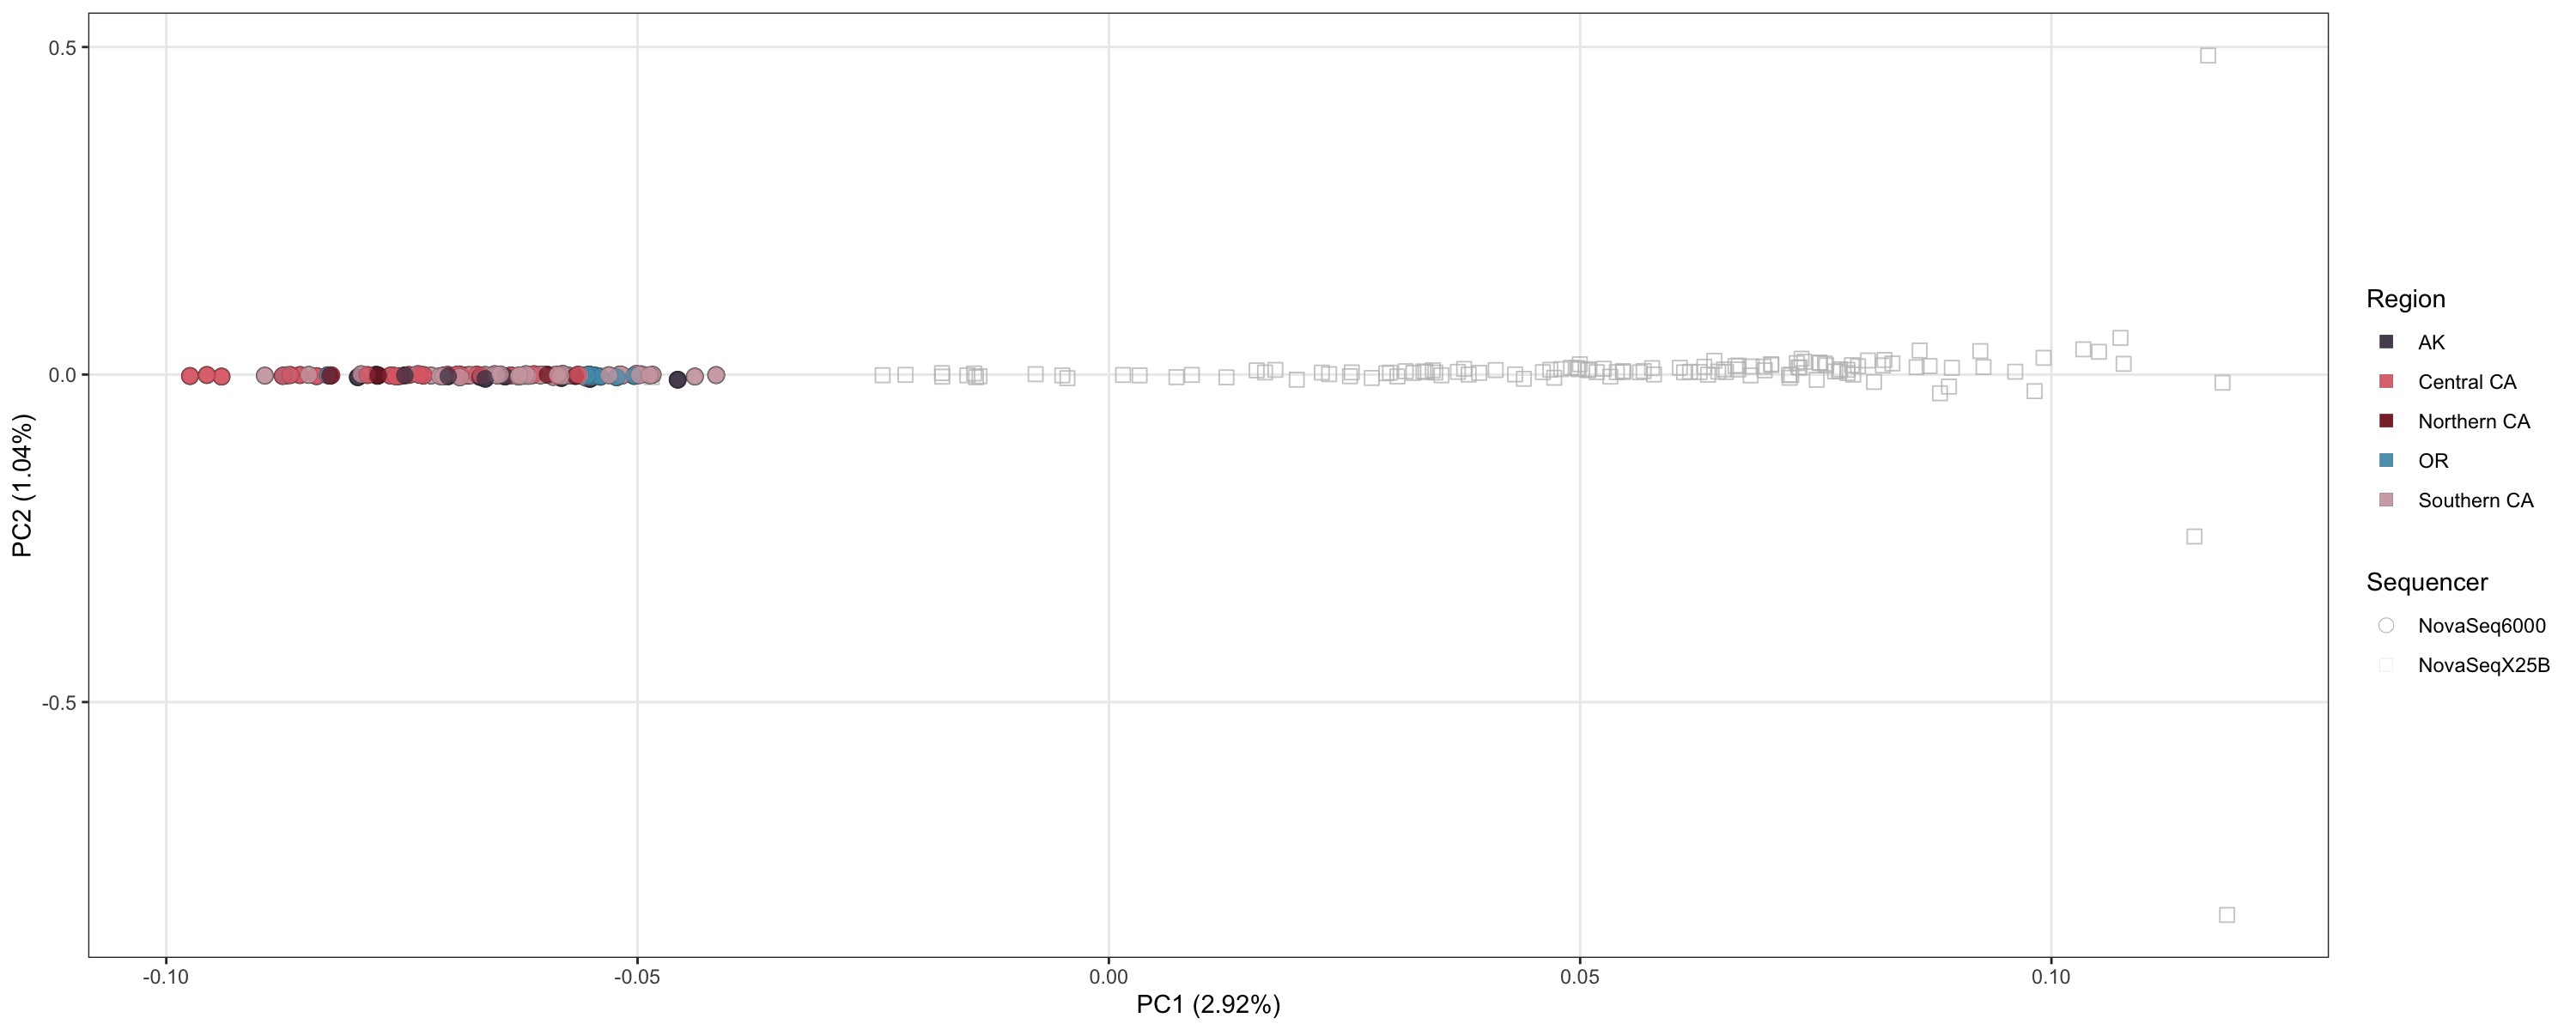 0.5
0.0
-0.5
PC2 (1.04%)
-0.10
-0.05
0.00
0.05
0.10
PC1 (2.92%)
Region
AK
Central CA
Northern CA
OR
Southern CA
Sequencer
NovaSeq6000
NovaSeqX25B